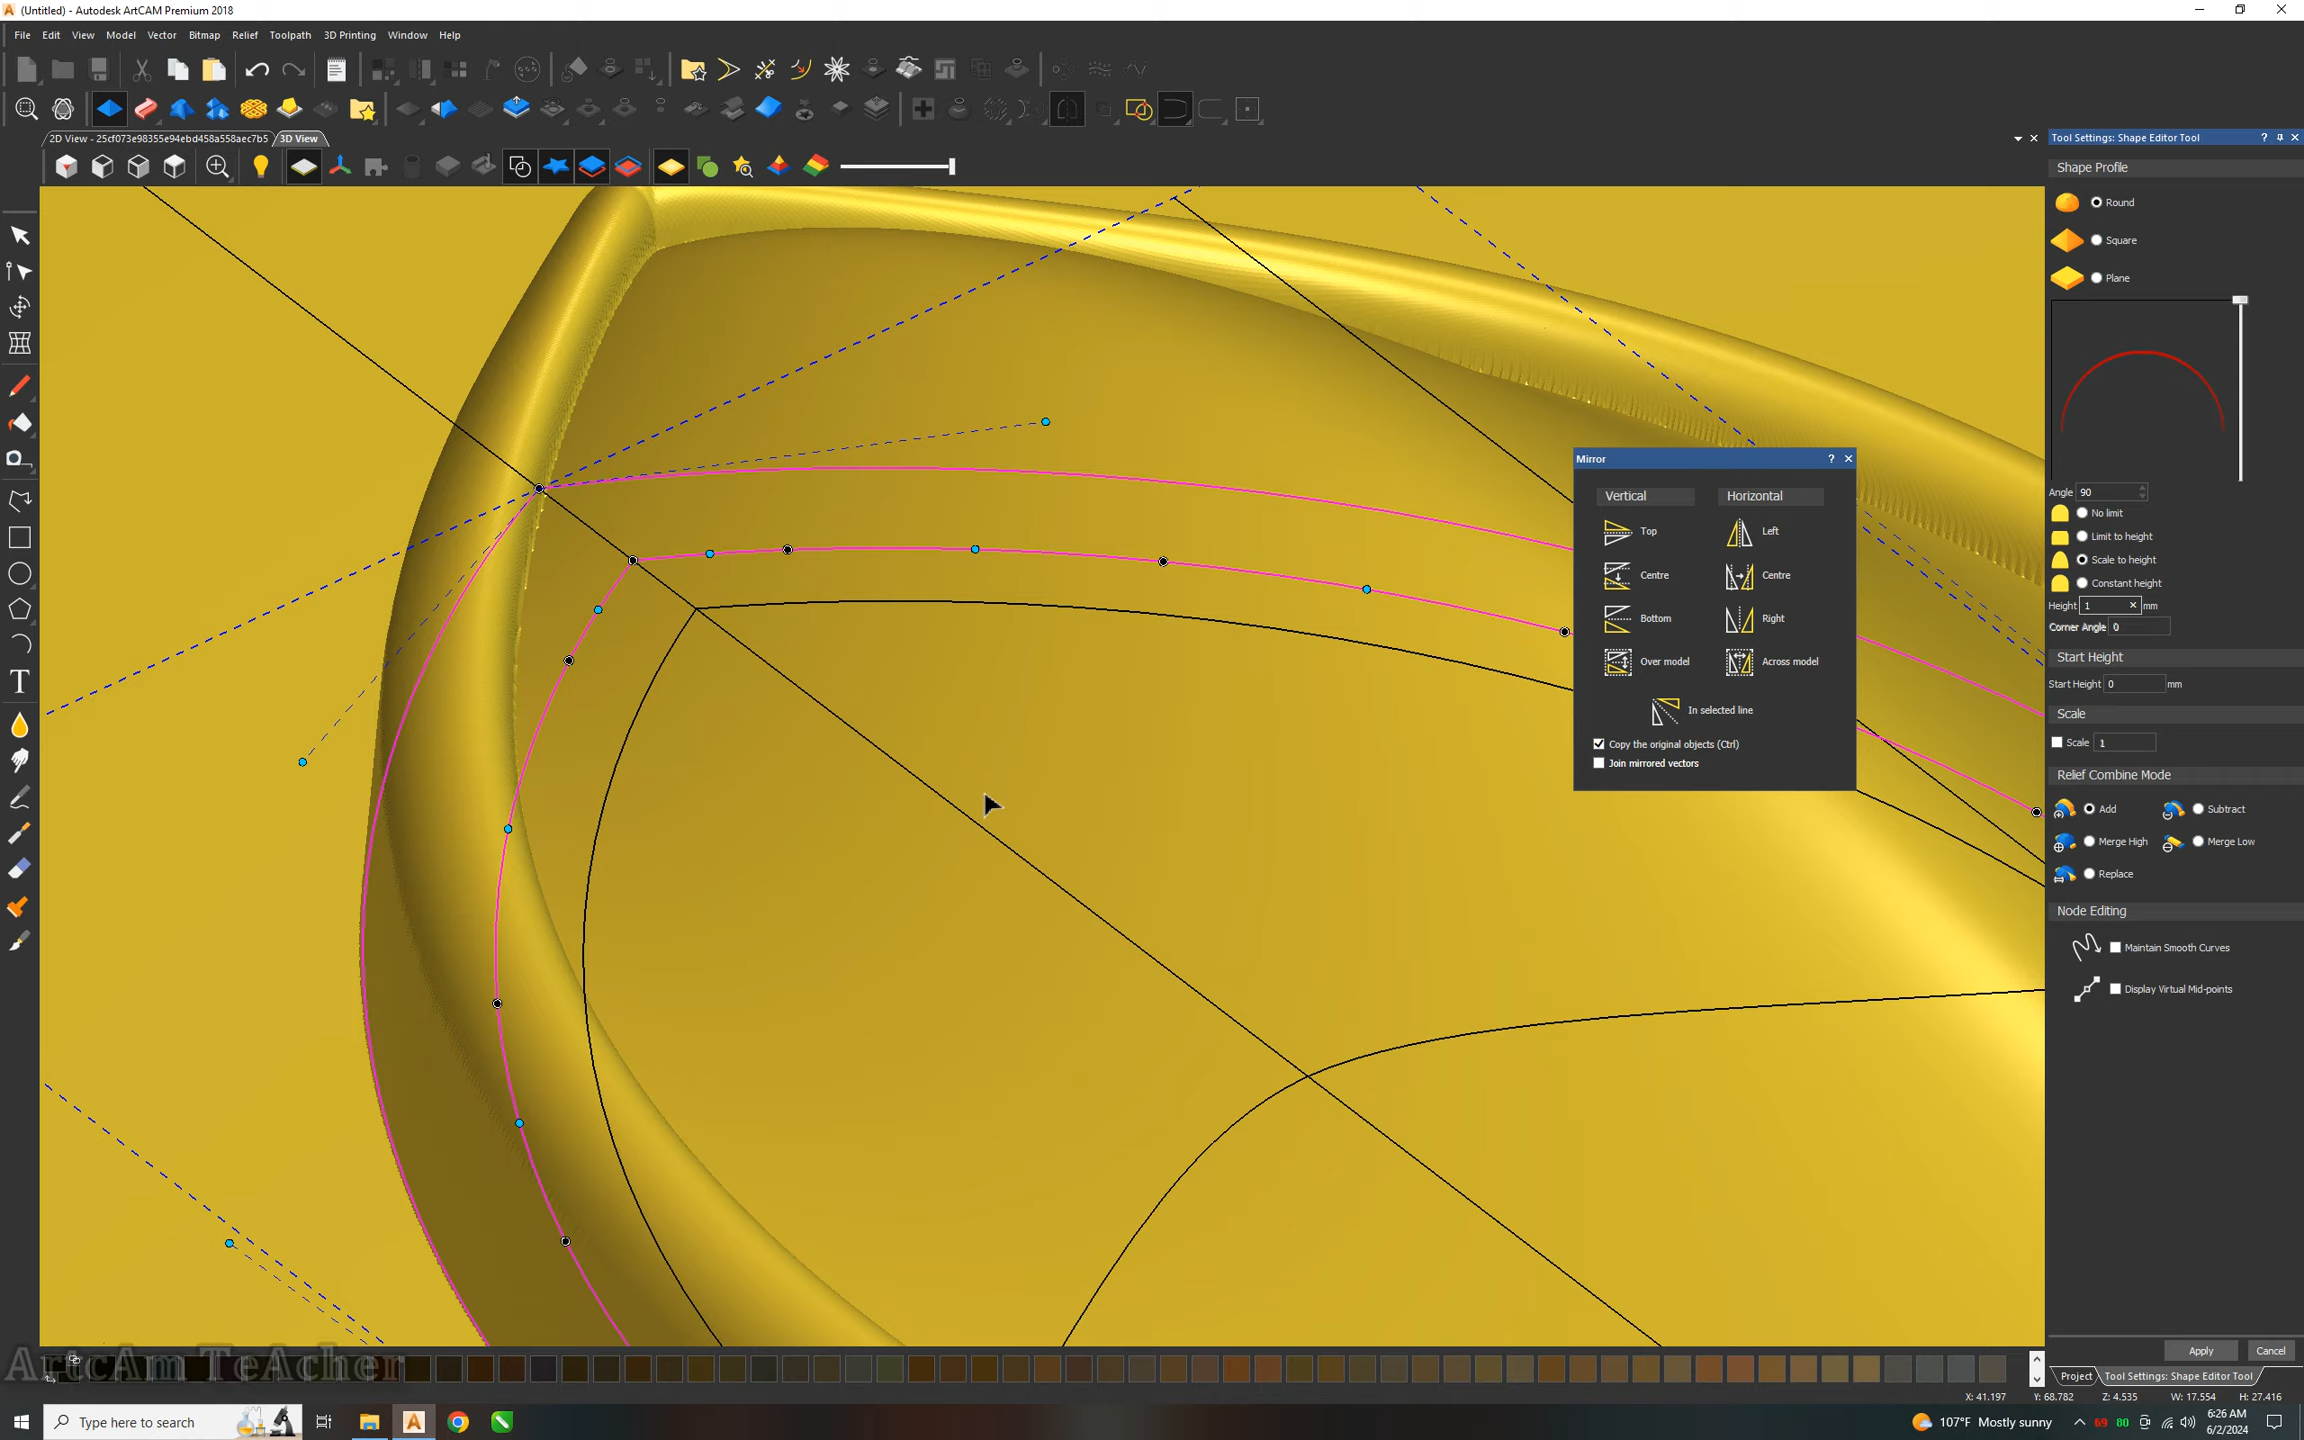 (Untitled) - Autodesk ArtCAM Premium 2018
File Edit View Model Vector Bitmap Relief Toolpath 3D Printing Window Help
2D View - 25cf073e98355e94ebd458a558aec7b5 3D View
Tool Settings: Shape Editor Tool
Shape Profile
Round
Square
Plane
Angle 90
No limit
Limit to height
Scale to height
Constant height
Height 1 mm
Corner Angle 0
Start Height
Start Height 0 mm
Scale
Scale 1
Relief Combine Mode
Add Subtract
Merge High Merge Low
Replace
Node Editing
Maintain Smooth Curves
Display Virtual Mid-points
Apply Cancel
Project Tool Settings: Shape Editor Tool
Mirror
Vertical Horizontal
Top Left
Centre Centre
Bottom Right
Over model Across model
In selected line
Copy the original objects (Ctrl)
Join mirrored vectors
ArtcAm TeAcher
X: 41.197 Y: 68.782 Z: 4.535 W: 17.554 H: 27.416
Type here to search
107°F Mostly sunny
69 80
6:26 AM
6/2/2024